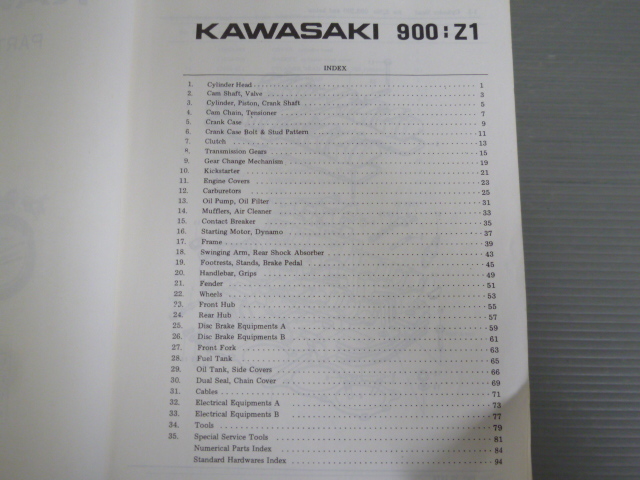 PART
KAWASAKI 900:Z1
INDEX
1. Cylinder Head 1
2. Cam Shaft, Valve 3
3. Cylinder, Piston, Crank Shaft 5
4. Cam Chain, Tensioner 7
5. Crank Case 9
6. Crank Case Bolt & Stud Pattern 11
7. Clutch 13
8. Transmission Gears 15
9. Gear Change Mechanism 19
10. Kickstarter 21
11. Engine Covers 23
12. Carburetors 25
13. Oil Pump, Oil Filter 31
14. Mufflers, Air Cleaner 33
15. Contact Breaker 35
16. Starting Motor, Dynamo 37
17. Frame 39
18. Swinging Arm, Rear Shock Absorber 43
19. Footrests, Stands, Brake Pedal 45
20. Handlebar, Grips 49
21. Fender 51
22. Wheels 53
23. Front Hub 55
24. Rear Hub 57
25. Disc Brake Equipments A 59
26. Disc Brake Equipments B 61
27. Front Fork 63
28. Fuel Tank 65
29. Oil Tank, Side Covers 66
30. Dual Seal, Chain Cover 69
31. Cables 71
32. Electrical Equipments A 73
33. Electrical Equipments B 77
34. Tools 79
35. Special Service Tools 81
Numerical Parts Index 84
Standard Hardwares Index 94